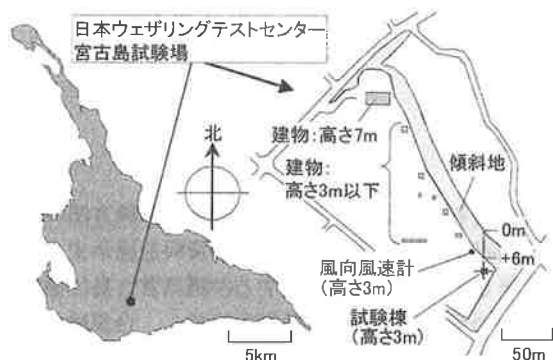 日本ウェザリングテストセンター
宮古島試験場
北
建物:高さ7m
建物:
高さ3m以下
傾斜地
0m
+6m
風向風速計
(高さ3m)
試験棟
(高さ3m)
5km
50m